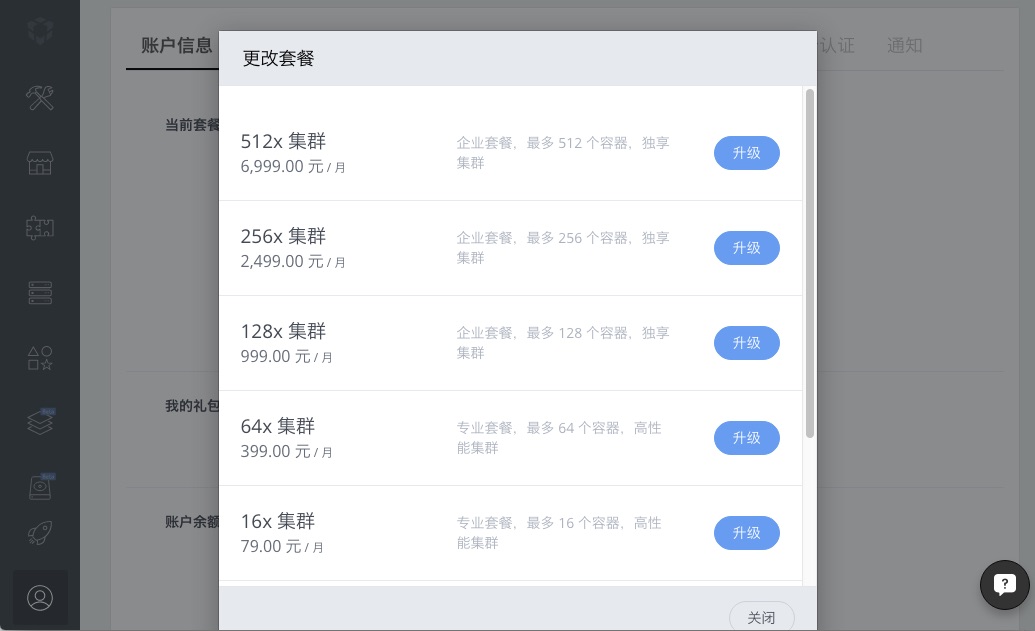 账户信息
认证
通知
更改套餐
当前套餐
512x 集群
6,999.00 元 / 月
企业套餐，最多 512 个容器，独享
集群
升级
256x 集群
2,499.00 元 / 月
企业套餐，最多 256 个容器，独享
集群
升级
128x 集群
999.00 元 / 月
企业套餐，最多 128 个容器，独享
集群
升级
我的礼包
64x 集群
399.00 元 / 月
专业套餐，最多 64 个容器，高性
能集群
升级
账户余额
16x 集群
79.00 元 / 月
专业套餐，最多 16 个容器，高性
能集群
升级
Beta
Beta
?
关闭